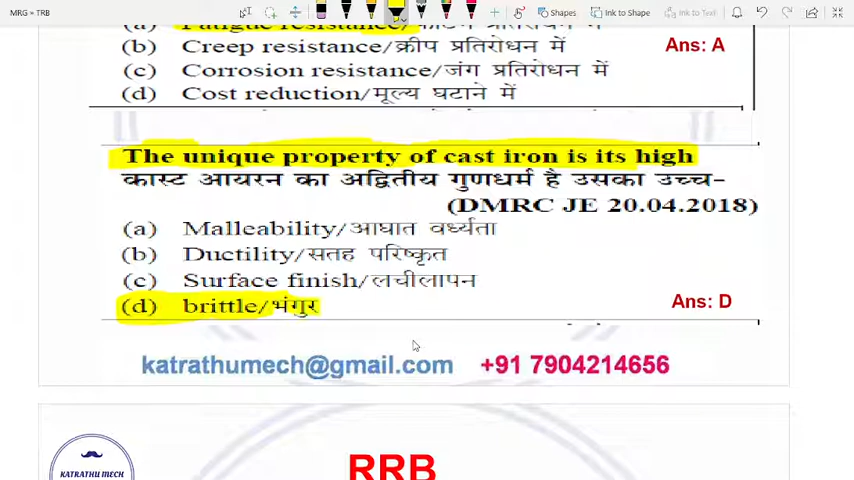 MRG » TRB
Shapes
Ink to Shape
Ink to Text
(a) Fatigue resistance/
(b) Creep resistance/क्रीप प्रतिरोधन में
Ans: A
(c) Corrosion resistance/जंग प्रतिरोधन में
(d) Cost reduction/मूल्य घटाने में
The unique property of cast iron is its high
कास्ट आयरन का अद्वितीय गुणधर्म है उसका उच्च–
(DMRC JE 20.04.2018)
(a) Malleability/आघात वर्ध्यता
(b) Ductility/सतह परिष्कृत
(c) Surface finish/लचीलापन
(d) brittle/भंगुर
Ans: D
katrathumech@gmail.com +91 7904214656
KATRATHU MECH
RRB